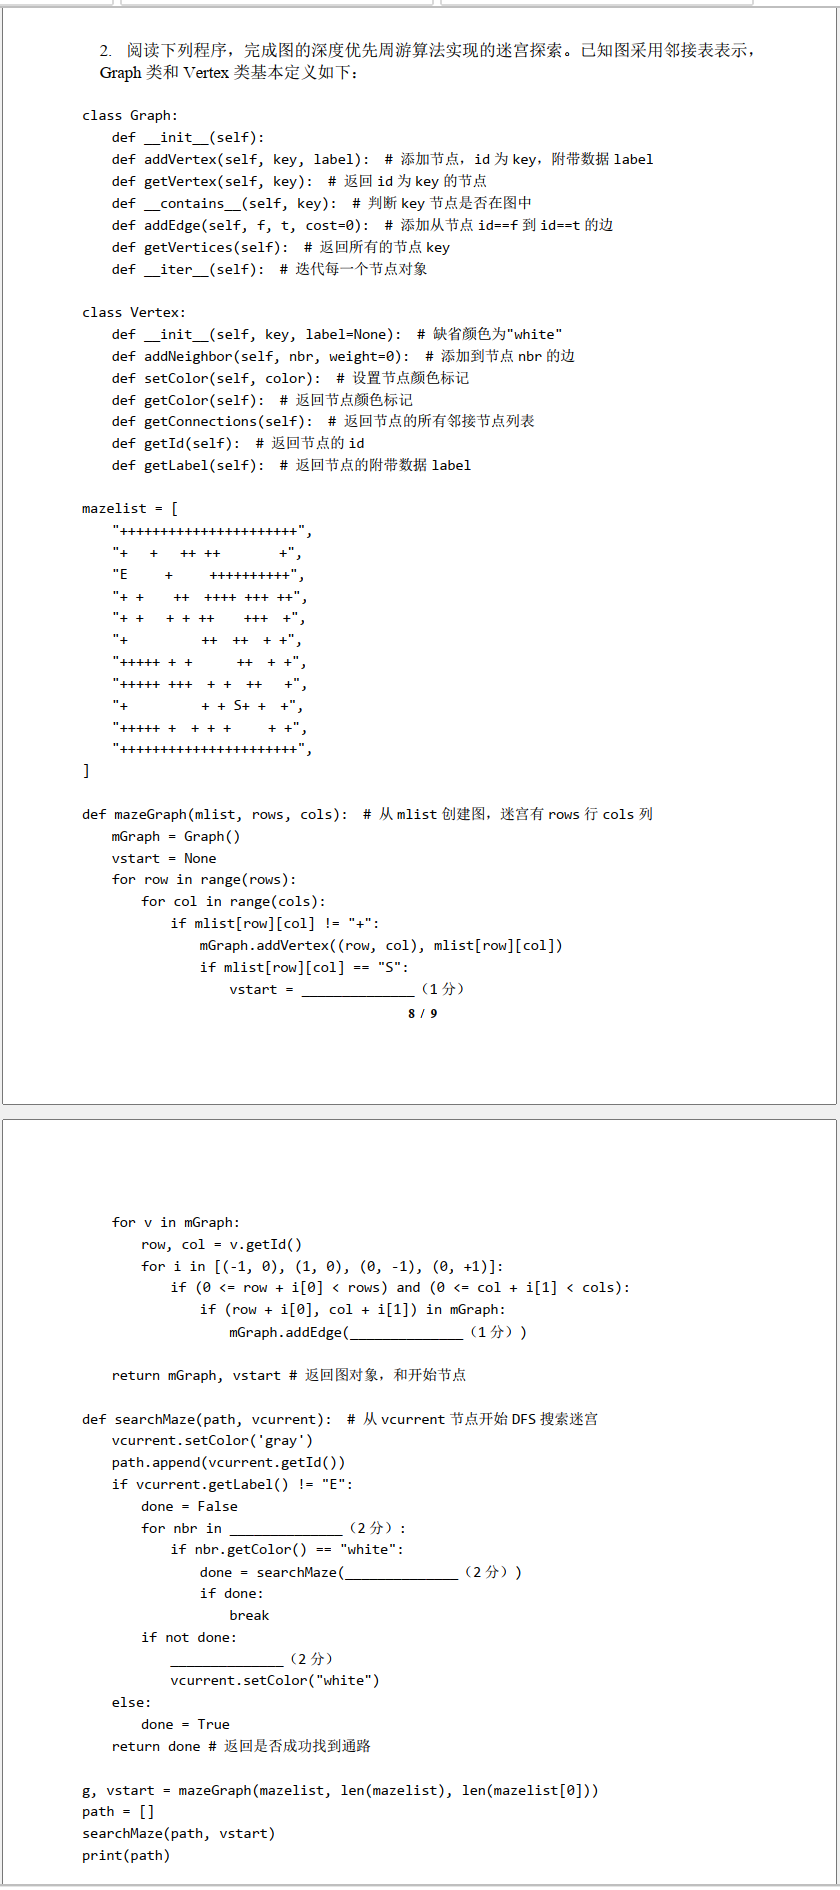 2. 阅读下列程序，完成图的深度优先周游算法实现的迷宫探索。已知图采用邻接表表示，
Graph 类和 Vertex 类基本定义如下：
class Graph:
    def __init__(self):
    def addVertex(self, key, label):  # 添加节点，id 为 key，附带数据 label
    def getVertex(self, key):  # 返回 id 为 key 的节点
    def __contains__(self, key):  # 判断 key 节点是否在图中
    def addEdge(self, f, t, cost=0):  # 添加从节点 id==f 到 id==t 的边
    def getVertices(self):  # 返回所有的节点 key
    def __iter__(self):  # 迭代每一个节点对象
class Vertex:
    def __init__(self, key, label=None):  # 缺省颜色为"white"
    def addNeighbor(self, nbr, weight=0):  # 添加到节点 nbr 的边
    def setColor(self, color):  # 设置节点颜色标记
    def getColor(self):  # 返回节点颜色标记
    def getConnections(self):  # 返回节点的所有邻接节点列表
    def getId(self):  # 返回节点的 id
    def getLabel(self):  # 返回节点的附带数据 label
mazelist = [
    "++++++++++++++++++++++",
    "+   +   ++ ++        +",
    "E     +     ++++++++++",
    "+ +    ++  ++++ +++ ++",
    "+ +   + + ++    +++  +",
    "+          ++  ++  + +",
    "+++++ + +      ++  + +",
    "+++++ +++  + +  ++   +",
    "+          + + S+ +  +",
    "+++++ +  + + +     + +",
    "++++++++++++++++++++++",
]
def mazeGraph(mlist, rows, cols):  # 从 mlist 创建图，迷宫有 rows 行 cols 列
    mGraph = Graph()
    vstart = None
    for row in range(rows):
        for col in range(cols):
            if mlist[row][col] != "+":
                mGraph.addVertex((row, col), mlist[row][col])
                if mlist[row][col] == "S":
                    vstart = ______________（1 分）
8 / 9
    for v in mGraph:
        row, col = v.getId()
        for i in [(-1, 0), (1, 0), (0, -1), (0, +1)]:
            if (0 <= row + i[0] < rows) and (0 <= col + i[1] < cols):
                if (row + i[0], col + i[1]) in mGraph:
                    mGraph.addEdge(______________（1 分）)
    return mGraph, vstart # 返回图对象，和开始节点
def searchMaze(path, vcurrent):  # 从 vcurrent 节点开始 DFS 搜索迷宫
    vcurrent.setColor('gray')
    path.append(vcurrent.getId())
    if vcurrent.getLabel() != "E":
        done = False
        for nbr in ______________（2 分）:
            if nbr.getColor() == "white":
                done = searchMaze(______________（2 分）)
                if done:
                    break
        if not done:
            ______________（2 分）
            vcurrent.setColor("white")
    else:
        done = True
    return done # 返回是否成功找到通路
g, vstart = mazeGraph(mazelist, len(mazelist), len(mazelist[0]))
path = []
searchMaze(path, vstart)
print(path)